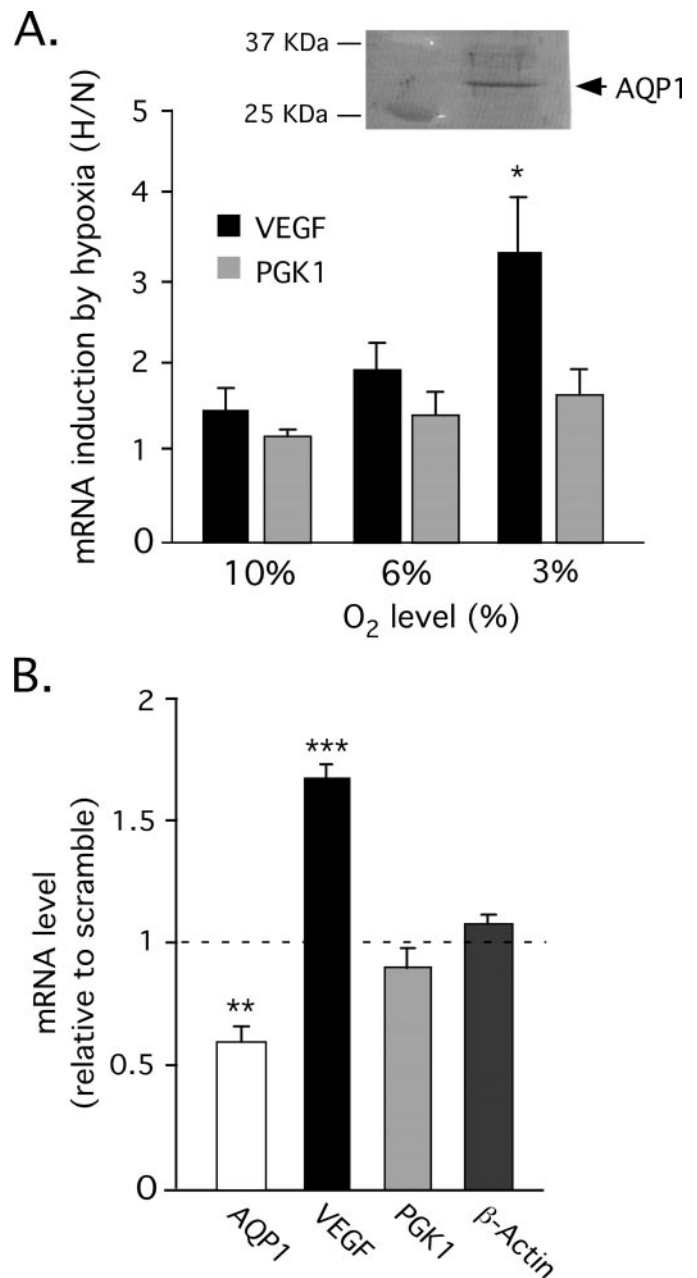 A.
37 KDa
AQP1
25 KDa
5
4
3
2
1
0
mRNA induction by hypoxia (H/N)
*
VEGF
PGK1
10% 6% 3%
O₂ level (%)
B.
2
1.5
1
0.5
0
mRNA level
(relative to scramble)
***
**
AQP1 VEGF PGK1 β-Actin